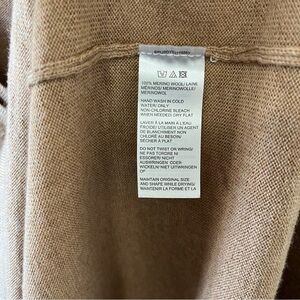 100% MERINO WOOL/ LAINE
MÉRINOS/ MERINOWOLLE/
MERINOWOL
HAND WASH IN COLD
WATER/ ONLY
NON-CHLORINE BLEACH
WHEN NEEDED DRY FLAT
LAVER À LA MAIN À L'EAU
FROIDE/ UTILISER UN AGENT
DE BLANCHIMENT NON
CHLORÉ AU BESOIN/
SÉCHER À PLAT
DO NOT TWIST OR WRING/
NE PAS TORDRE NI
ESSORER/ NICHT
AUSWRINGEN ODER
WICKELN/ NIET UITWRINGEN
OF
MAINTAIN ORIGINAL SIZE
AND SHAPE WHILE DRYING/
MAINTENIR LA FORME ET LA